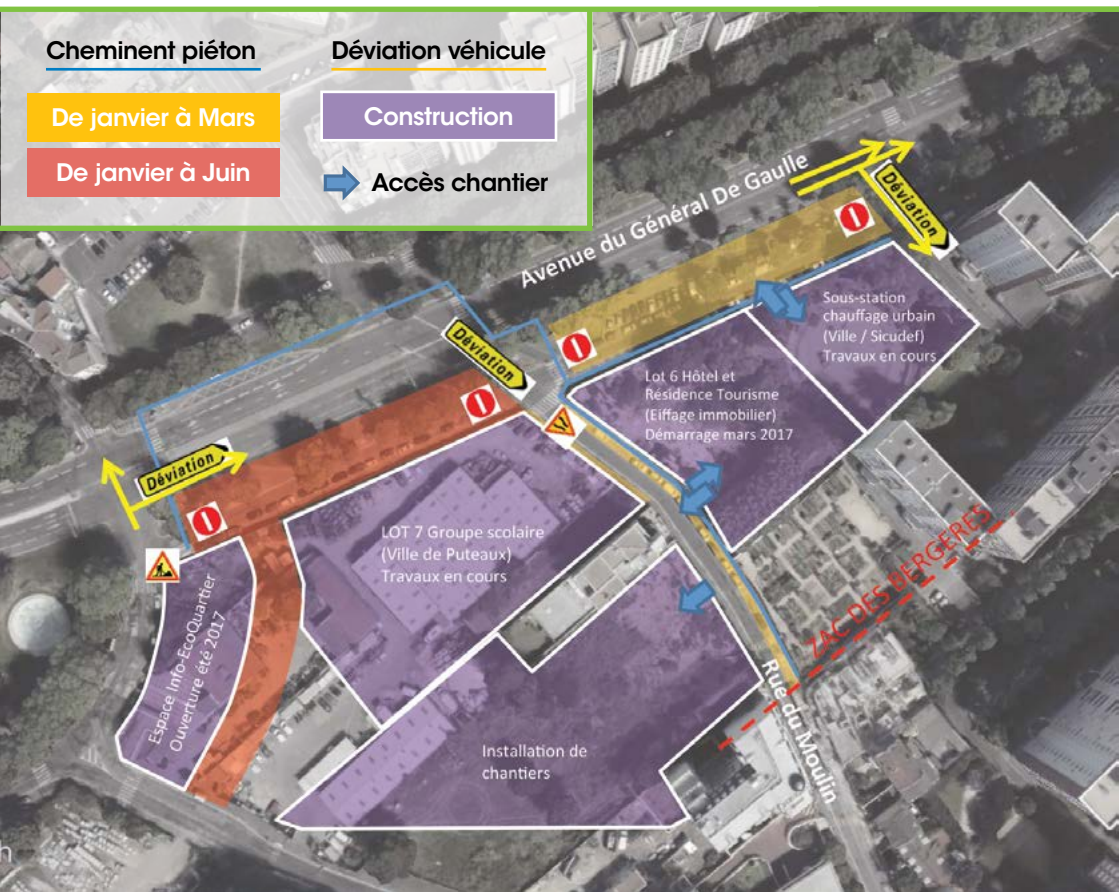 Cheminent piéton
Déviation véhicule
De janvier à Mars
Construction
De janvier à Juin
Accès chantier
Avenue du Général De Gaulle
Déviation
Sous-station
chauffage urbain
(Ville / Sicudef)
Travaux en cours
Déviation
Lot 6 Hôtel et
Résidence Tourisme
(Eiffage immobilier)
Démarrage mars 2017
Déviation
LOT 7 Groupe scolaire
(Ville de Puteaux)
Travaux en cours
ZAC DES BERGERES
Espace Info-EcoQuartier
Ouverture été 2017
Rue du Moulin
Installation de
chantiers